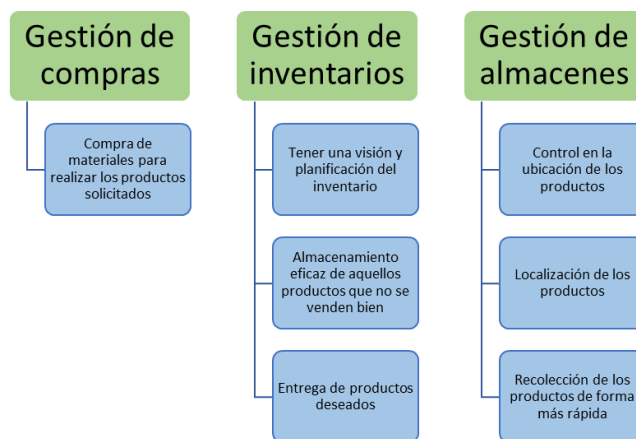 Gestión de
compras
Compra de
materiales para
realizar los productos
solicitados
Gestión de
inventarios
Tener una visión y
planificación del
inventario
Almacenamiento
eficaz de aquellos
productos que no se
venden bien
Entrega de productos
deseados
Gestión de
almacenes
Control en la
ubicación de los
productos
Localización de los
productos
Recolección de los
productos de forma
más rápida